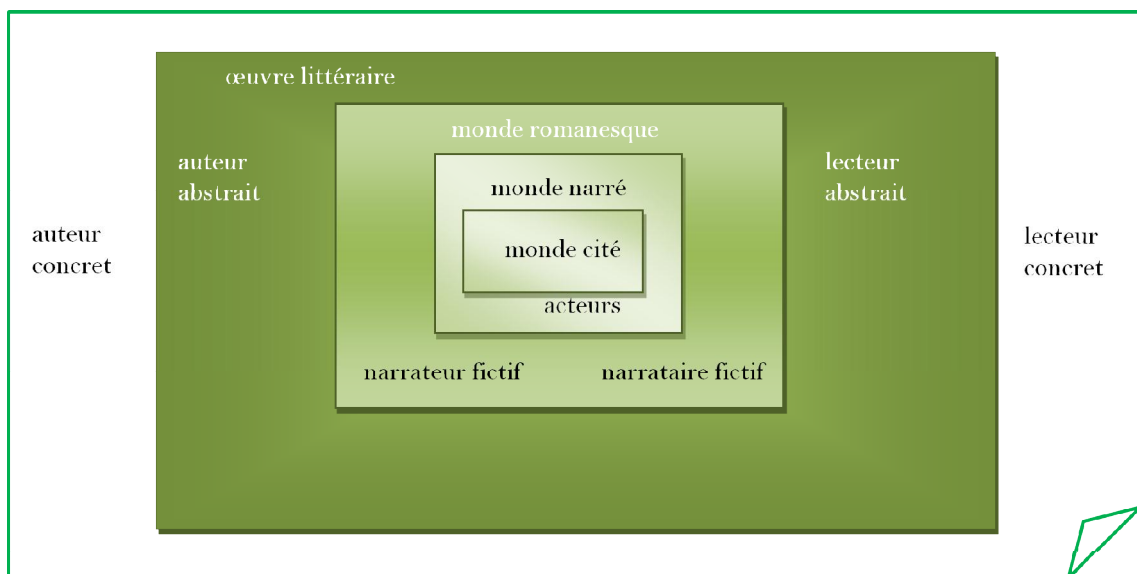 œuvre littéraire
monde romanesque
auteur
abstrait
lecteur
abstrait
monde narré
auteur
concret
monde cité
lecteur
concret
acteurs
narrateur fictif
narrataire fictif